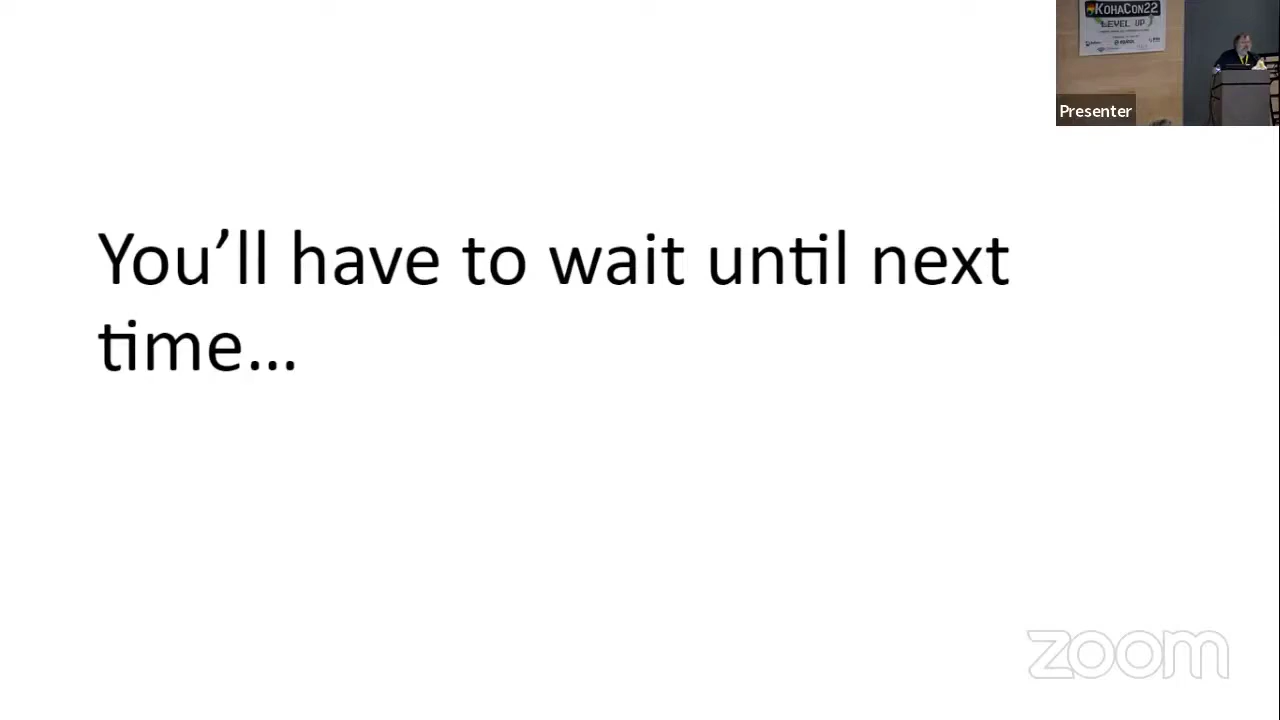 KOHACON22
LEVEL UP
Presenter
You’ll have to wait until next
time...
zoom